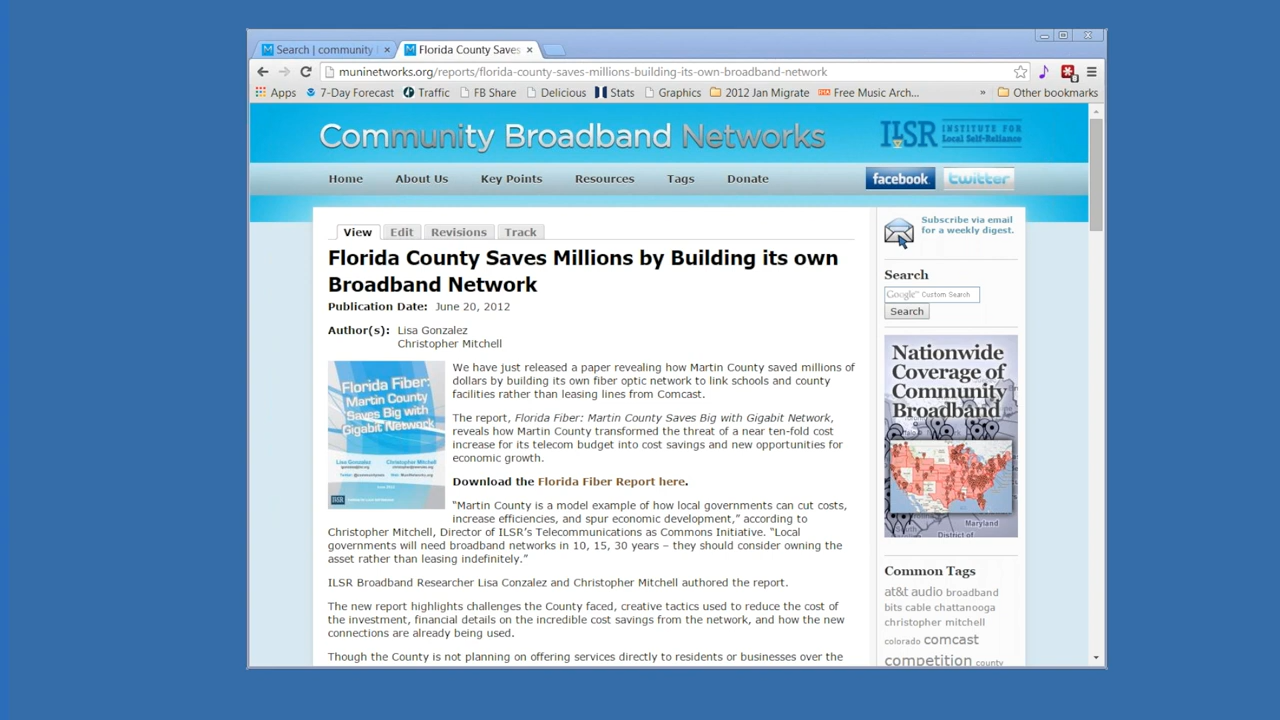 Search | community
Florida County Saves
muninetworks.org/reports/florida-county-saves-millions-building-its-own-broadband-network
Apps 7-Day Forecast Traffic FB Share Delicious Stats Graphics 2012 Jan Migrate Free Music Arch... » Other bookmarks
Community Broadband Networks
ILSR INSTITUTE FOR
Local Self-Reliance
Home About Us Key Points Resources Tags Donate
facebook twitter
View Edit Revisions Track
Florida County Saves Millions by Building its own
Broadband Network
Publication Date: June 20, 2012
Author(s): Lisa Gonzalez
Christopher Mitchell
Florida Fiber:
Martin County
Saves Big with
Gigabit Network
Lisa Gonzalez Christopher Mitchell
ILSR
We have just released a paper revealing how Martin County saved millions of
dollars by building its own fiber optic network to link schools and county
facilities rather than leasing lines from Comcast.
The report, Florida Fiber: Martin County Saves Big with Gigabit Network,
reveals how Martin County transformed the threat of a near ten-fold cost
increase for its telecom budget into cost savings and new opportunities for
economic growth.
Download the Florida Fiber Report here.
“Martin County is a model example of how local governments can cut costs,
increase efficiencies, and spur economic development,” according to
Christopher Mitchell, Director of ILSR’s Telecommunications as Commons Initiative. “Local
governments will need broadband networks in 10, 15, 30 years – they should consider owning the
asset rather than leasing indefinitely.”
ILSR Broadband Researcher Lisa Conzalez and Christopher Mitchell authored the report.
The new report highlights challenges the County faced, creative tactics used to reduce the cost of
the investment, financial details on the incredible cost savings from the network, and how the new
connections are already being used.
Though the County is not planning on offering services directly to residents or businesses over the
Subscribe via email
for a weekly digest.
Search
Google™ Custom Search
Search
Nationwide
Coverage of
Community
Broadband
Maryland
District of
Common Tags
at&t audio broadband
bits cable chattanooga
christopher mitchell
colorado comcast
competition county